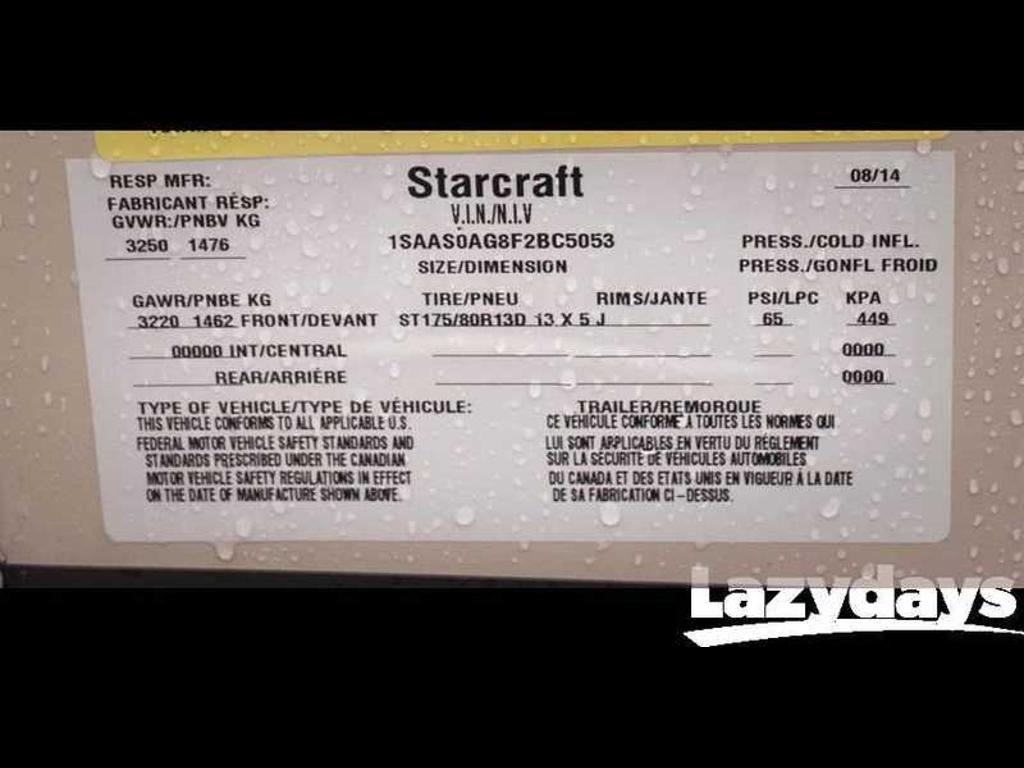 RESP MFR: Starcraft 08/14
FABRICANT RÉSP: V.I.N./N.I.V
GVWR:/PNBV KG
3250 1476 1SAAS0AG8F2BC5053 PRESS./COLD INFL.
SIZE/DIMENSION PRESS./GONFL FROID
GAWR/PNBE KG TIRE/PNEU RIMS/JANTE PSI/LPC KPA
3220 1462 FRONT/DEVANT ST175/80R13D 13 X 5 J 65 449
00000 INT/CENTRAL 0000
REAR/ARRIÈRE 0000
TYPE OF VEHICLE/TYPE DE VÉHICULE: TRAILER/REMORQUE
THIS VEHICLE CONFORMS TO ALL APPLICABLE U.S.
FEDERAL MOTOR VEHICLE SAFETY STANDARDS AND
STANDARDS PRESCRIBED UNDER THE CANADIAN
MOTOR VEHICLE SAFETY REGULATIONS IN EFFECT
ON THE DATE OF MANUFACTURE SHOWN ABOVE.
CE VÉHICULE CONFORME A TOUTES LES NORMES QUI
LUI SONT APPLICABLES EN VERTU DU RÉGLEMENT
SUR LA SÉCURITÉ DE VEHICULES AUTOMOBILES
DU CANADA ET DES ETATS UNIS EN VIGUEUR À LA DATE
DE SA FABRICATION CI-DESSUS.
Lazydays